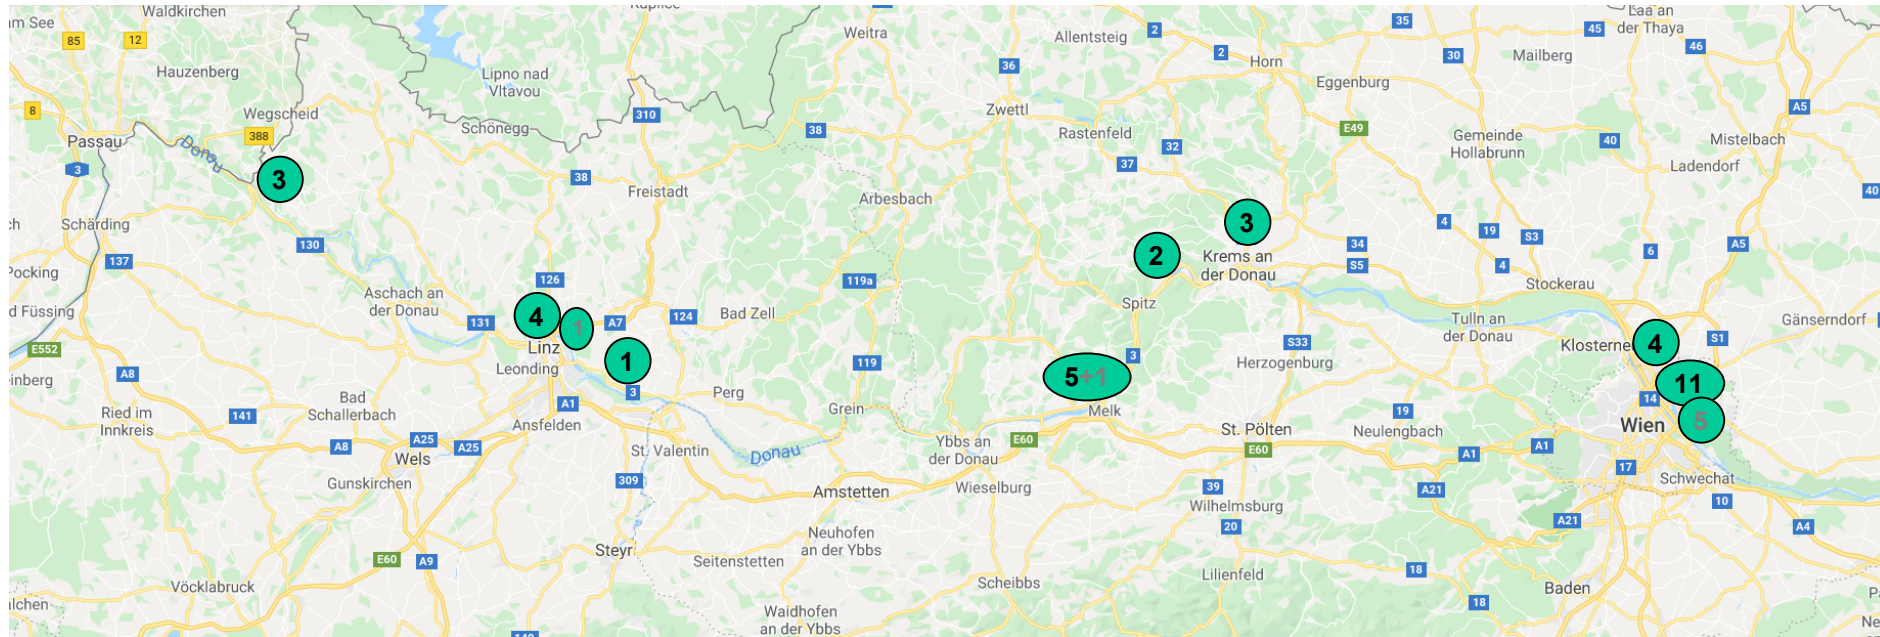 am See
Waldkirchen
Kaplice
Weitra
Allentsteig
2
35
45
Laa an
der Thaya
46
85
12
Hauzenberg
Lipno nad
Vltavou
36
2
Horn
30
Mailberg
Eggenburg
8
Wegscheid
388
Passau
Donau
3
Schönegg
310
38
Zwettl
Rastenfeld
32
37
E49
Gemeinde
Hollabrunn
40
A5
Mistelbach
Ladendorf
40
3
38
Freistadt
Arbesbach
ch
Schärding
130
137
Pocking
d Füssing
E552
einberg
3
2
Krems an
der Donau
Spitz
34
S5
4
19
S3
4
6
A5
Stockerau
126
Aschach an
der Donau
131
4
1
A7
124
Bad Zell
119a
Linz
Leonding
1
3
119
Tulln an
der Donau
S33
Herzogenburg
Gänserndorf
Klosterne
4
S1
11
14
5
Wien
3
5+1
Melk
A8
Ried im
Innkreis
141
Bad
Schallerbach
A8
A25
A25
Wels
Gunskirchen
A1
Ansfelden
Perg
Grein
St. Valentin
Donau
309
Ybbs an
der Donau
E60
Wieselburg
Amstetten
St. Pölten
E60
19
Neulengbach
A1
A1
A21
17
Schwechat
10
39
Wilhelmsburg
20
A21
A4
E60
A9
Steyr
Neuhofen
an der Ybbs
Seitenstetten
Vöcklabruck
Scheibbs
Lilienfeld
18
18
Baden
Waidhofen
an der Ybbs